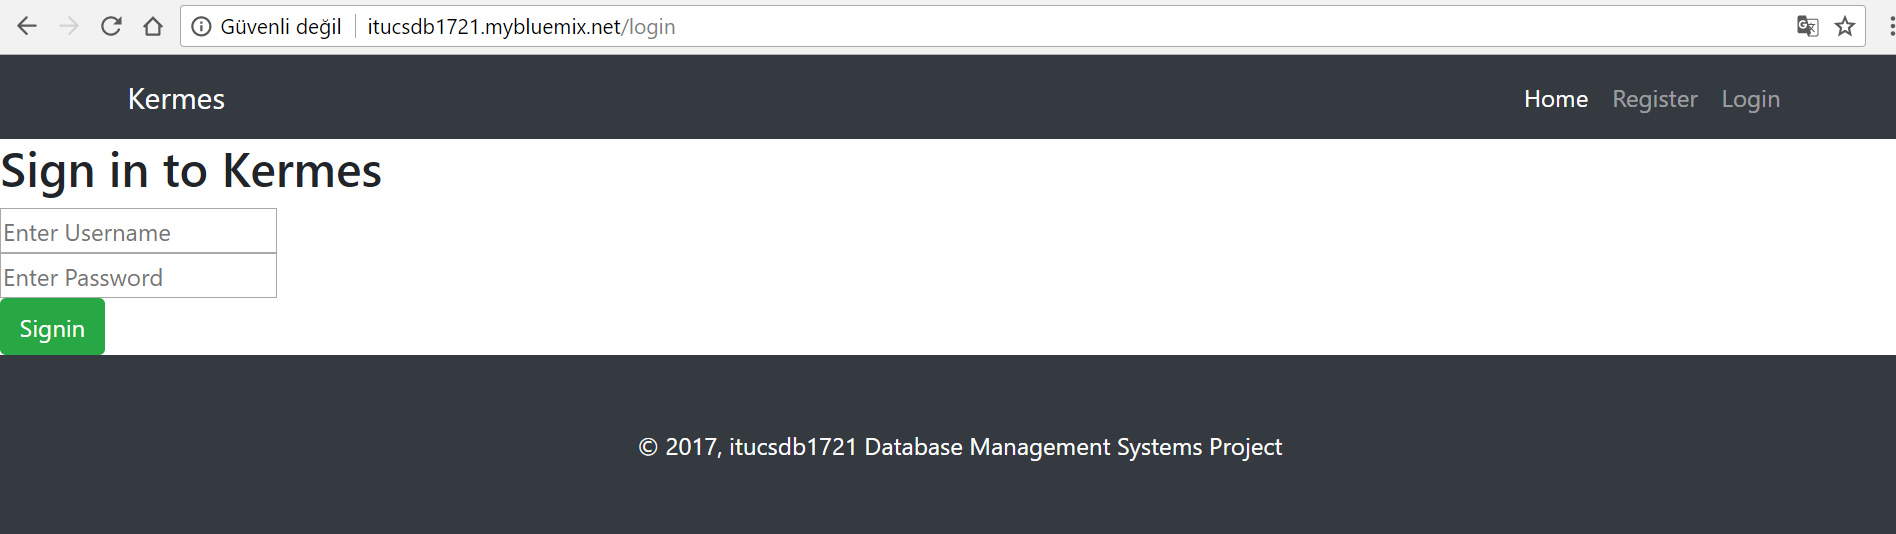 Güvenli değil itucsdb1721.mybluemix.net/login
Kermes Home Register Login
Sign in to Kermes
Enter Username
Enter Password
Signin
© 2017, itucsdb1721 Database Management Systems Project